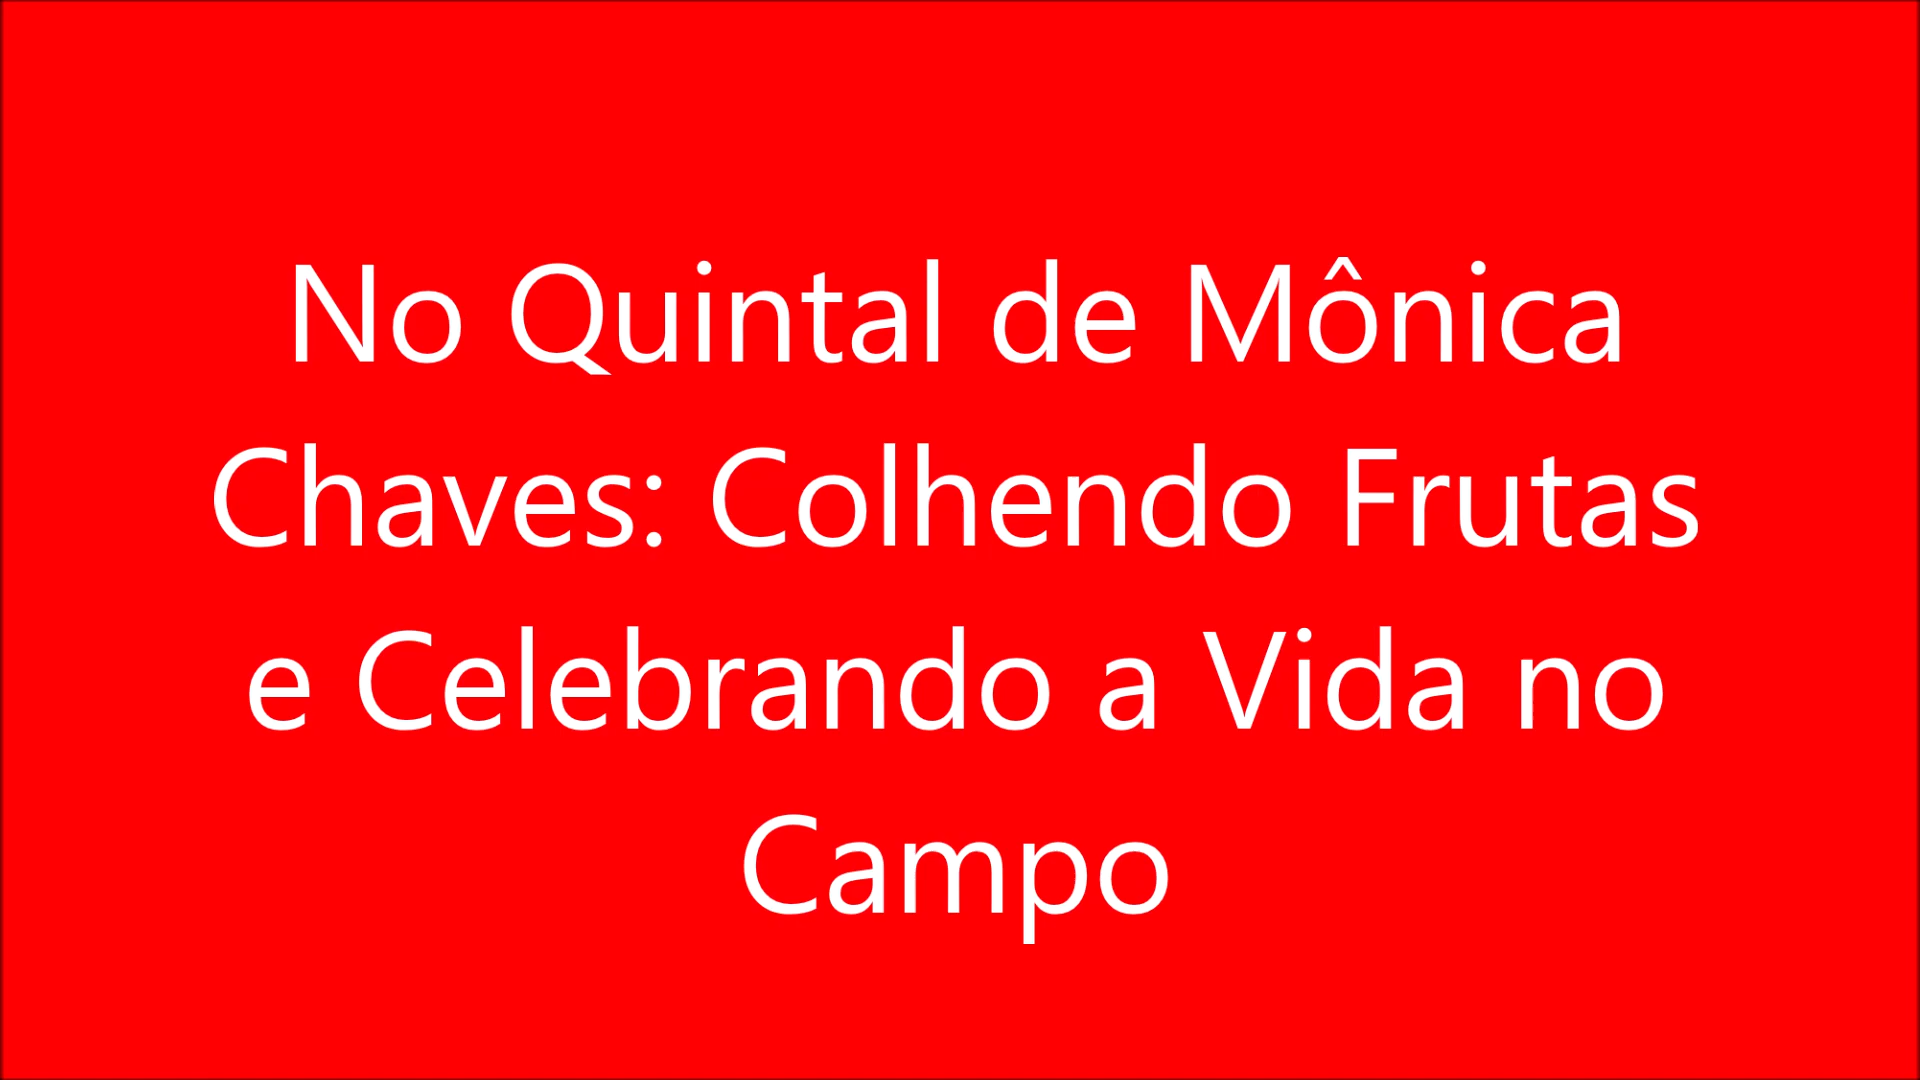 No Quintal de Mônica
Chaves: Colhendo Frutas
e Celebrando a Vida no
Campo